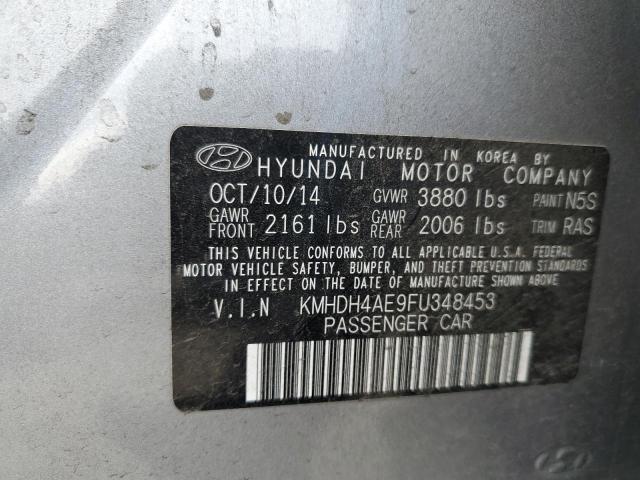 MANUFACTURED IN KOREA BY
HYUNDAI MOTOR COMPANY
OCT/10/14 GVWR 3880 lbs PAINT N5S
GAWR FRONT 2161 lbs GAWR REAR 2006 lbs TRIM RAS
THIS VEHICLE CONFORMS TO ALL APPLICABLE U.S.A. FEDERAL
MOTOR VEHICLE SAFETY, BUMPER, AND THEFT PREVENTION STANDARDS
IN EFFECT ON THE DATE OF MANUFACTURE SHOWN ABOVE
V.I.N KMHDH4AE9FU348453
PASSENGER CAR